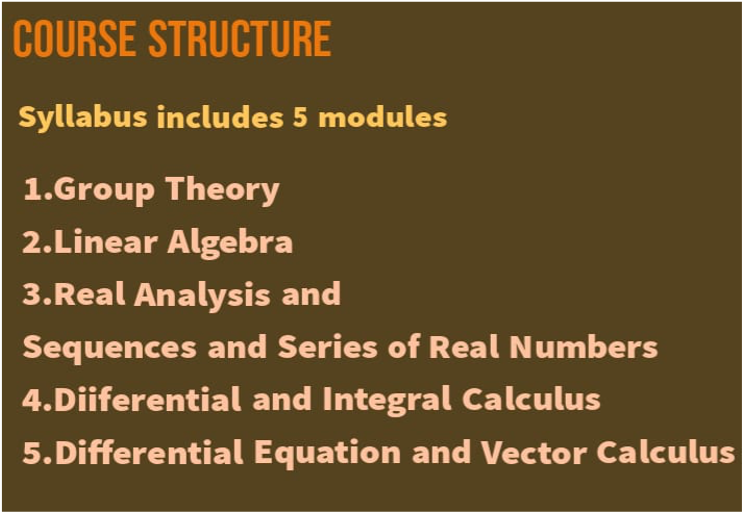 COURSE STRUCTURE
Syllabus includes 5 modules
1.Group Theory
2.Linear Algebra
3.Real Analysis and
Sequences and Series of Real Numbers
4.Diiferential and Integral Calculus
5.Differential Equation and Vector Calculus